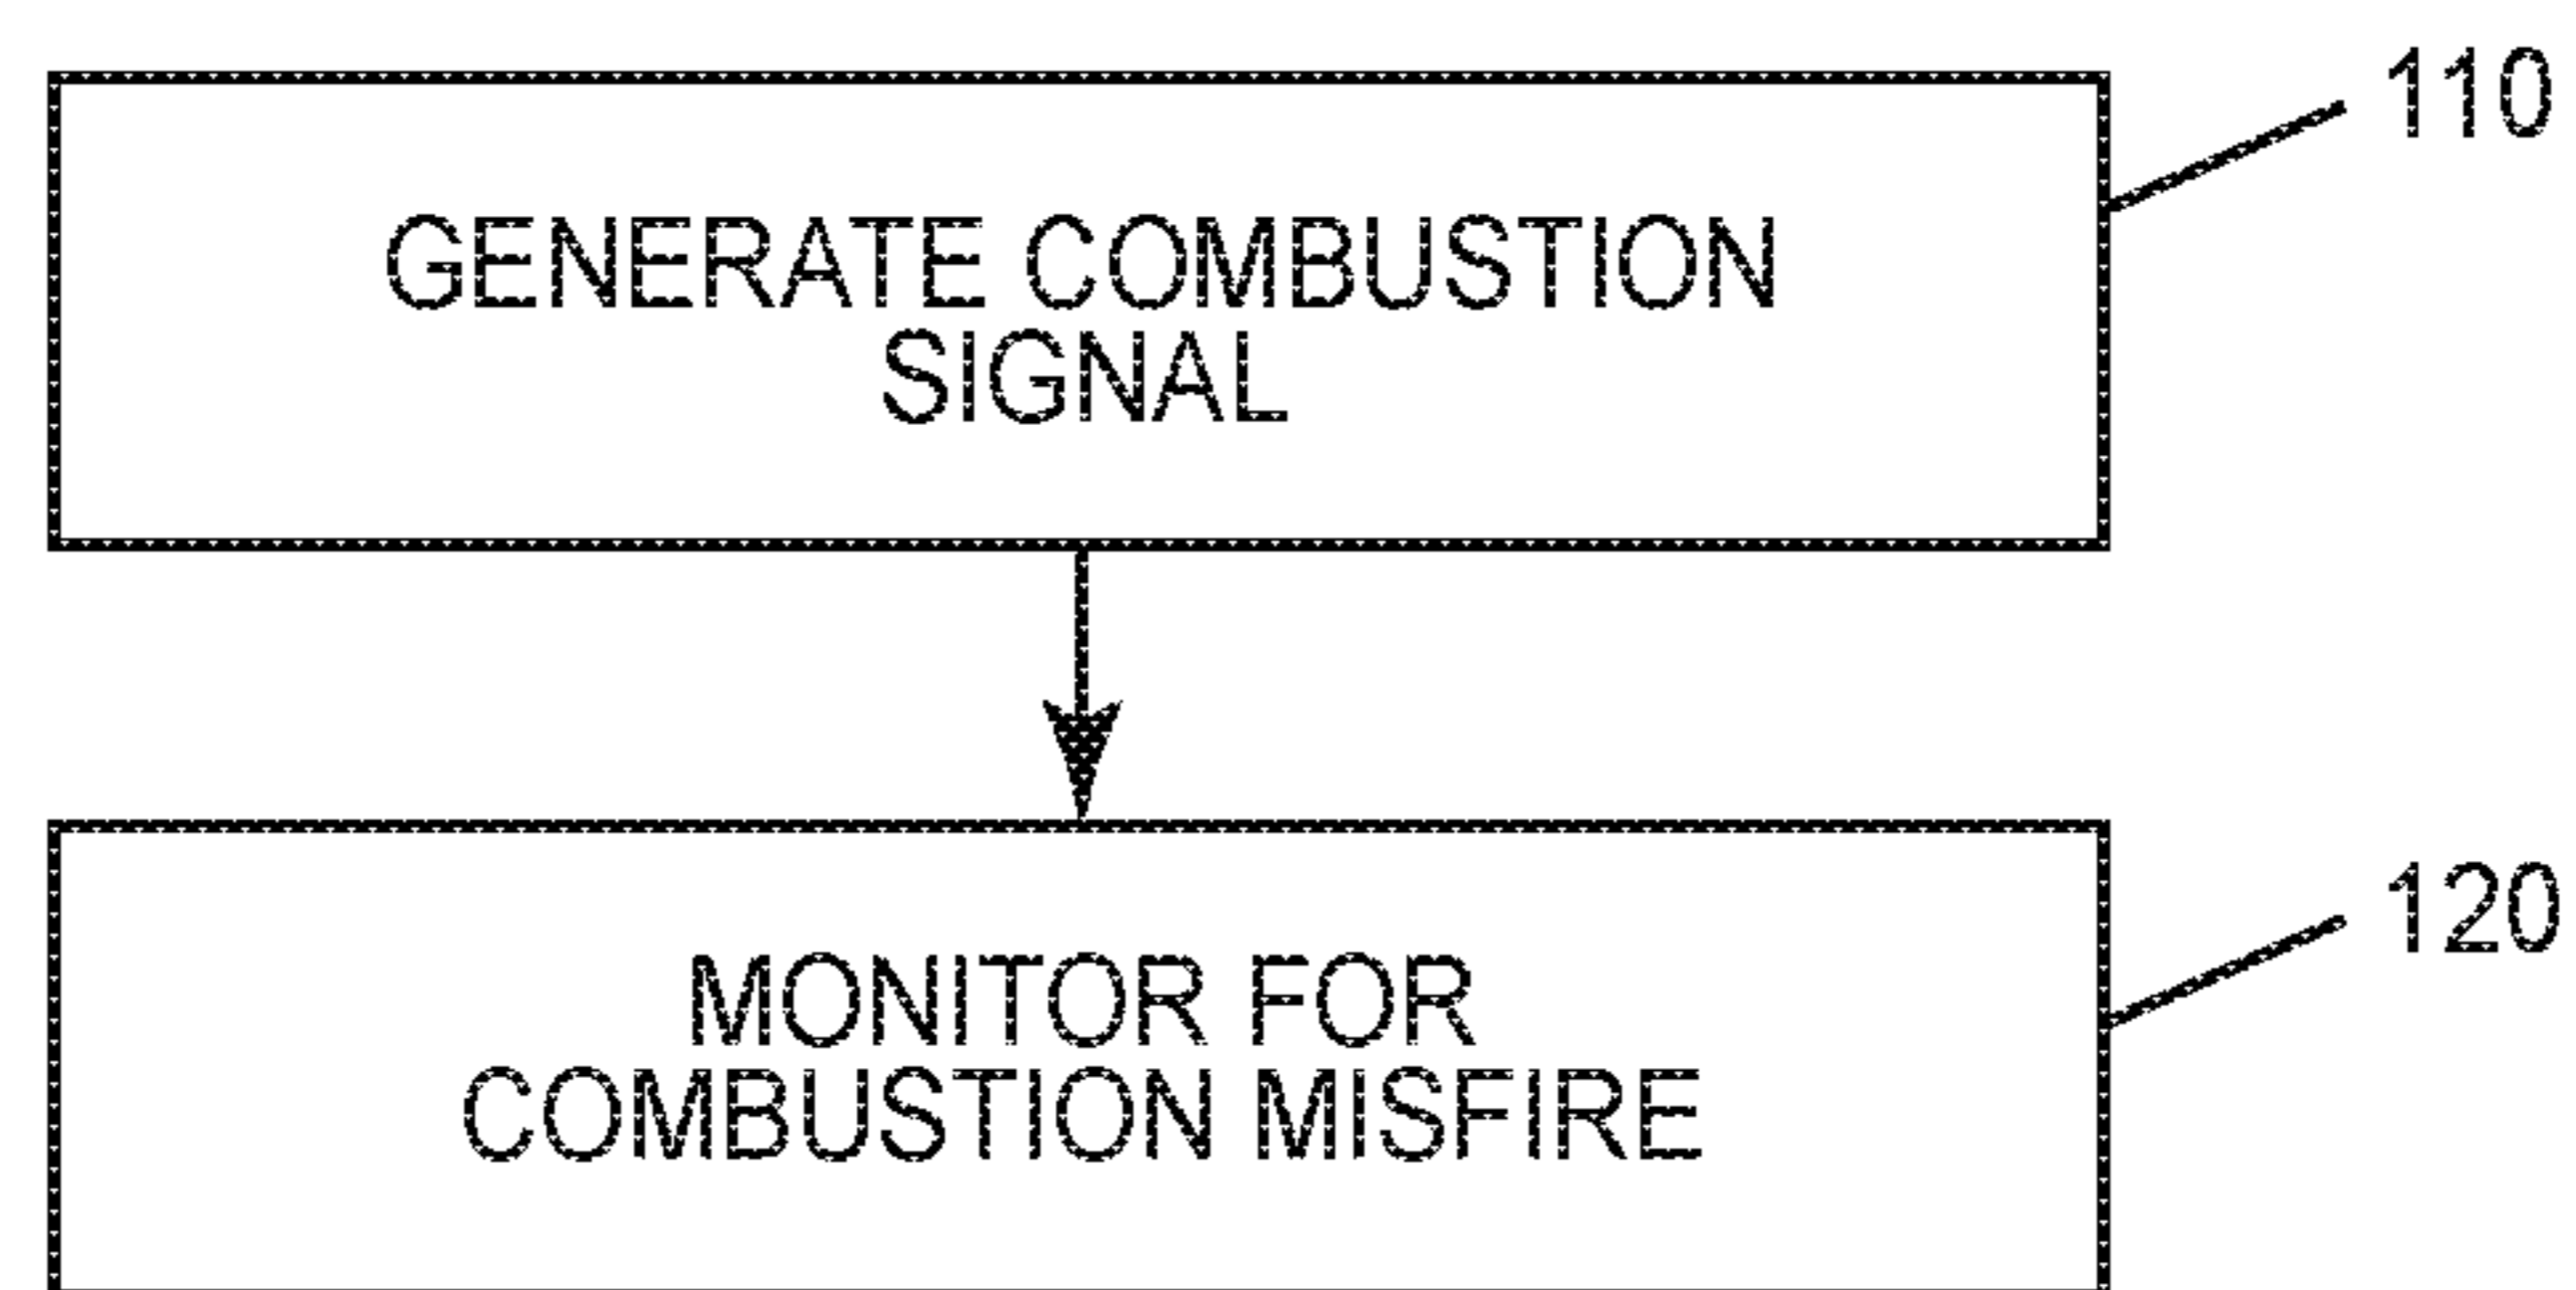 110
GENERATE COMBUSTION
SIGNAL
120
MONITOR FOR
COMBUSTION MISFIRE